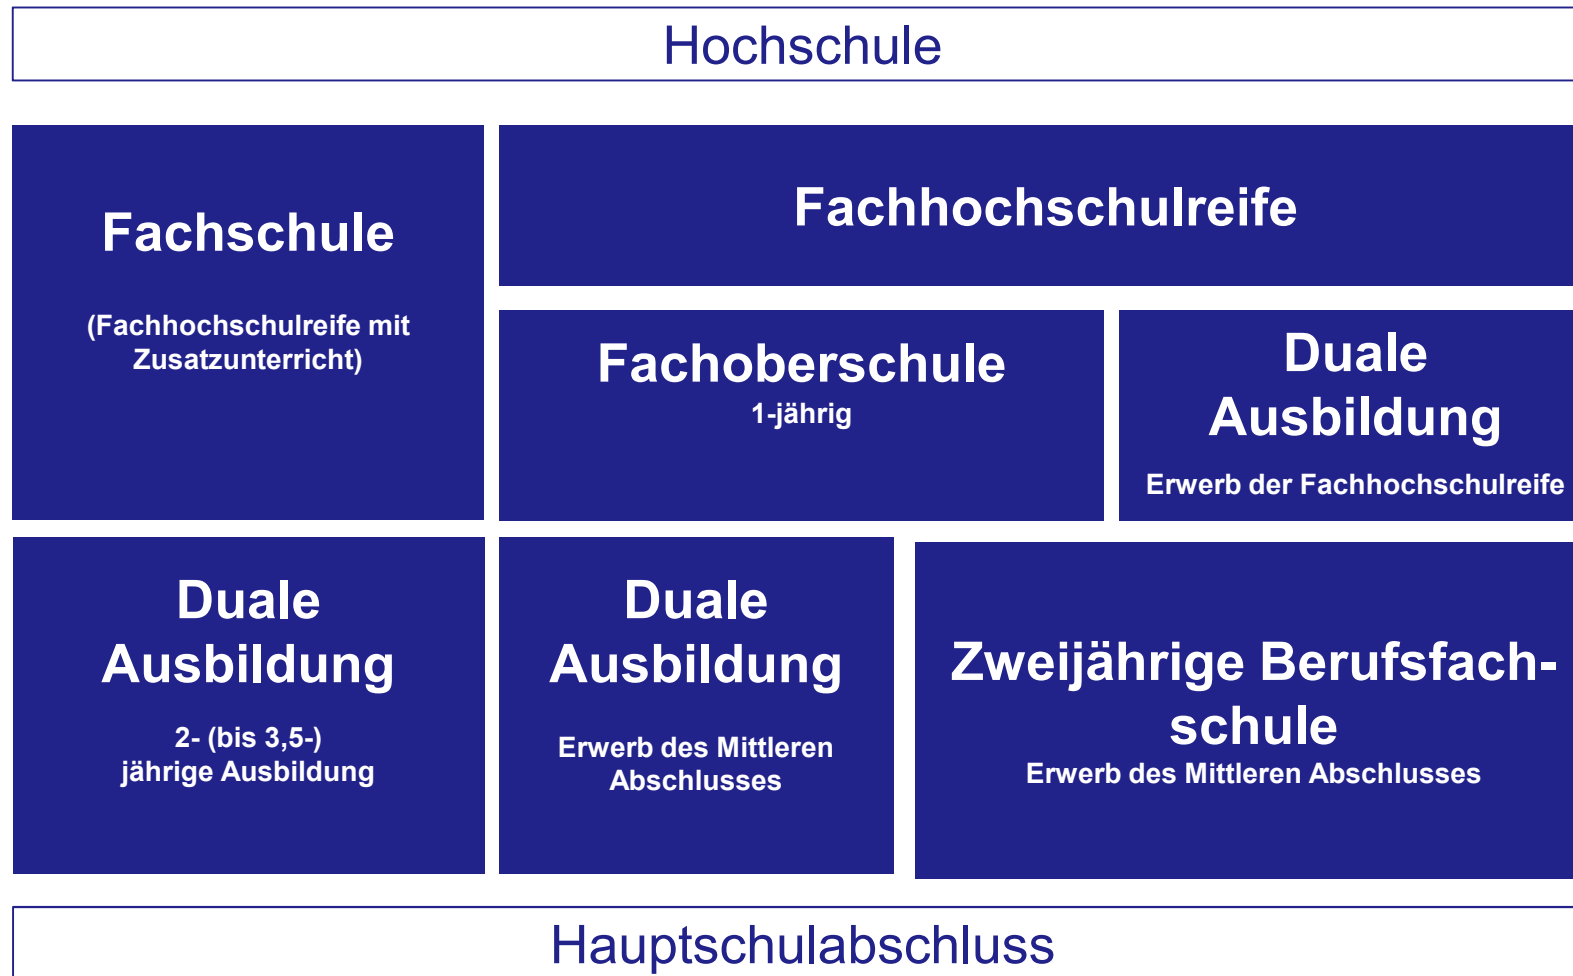 Hochschule
Fachschule
(Fachhochschulreife mit
Zusatzunterricht)
Fachhochschulreife
Fachoberschule
1-jährig
Duale
Ausbildung
Erwerb der Fachhochschulreife
Duale
Ausbildung
2- (bis 3,5-)
jährige Ausbildung
Duale
Ausbildung
Erwerb des Mittleren
Abschlusses
Zweijährige Berufsfach-
schule
Erwerb des Mittleren Abschlusses
Hauptschulabschluss